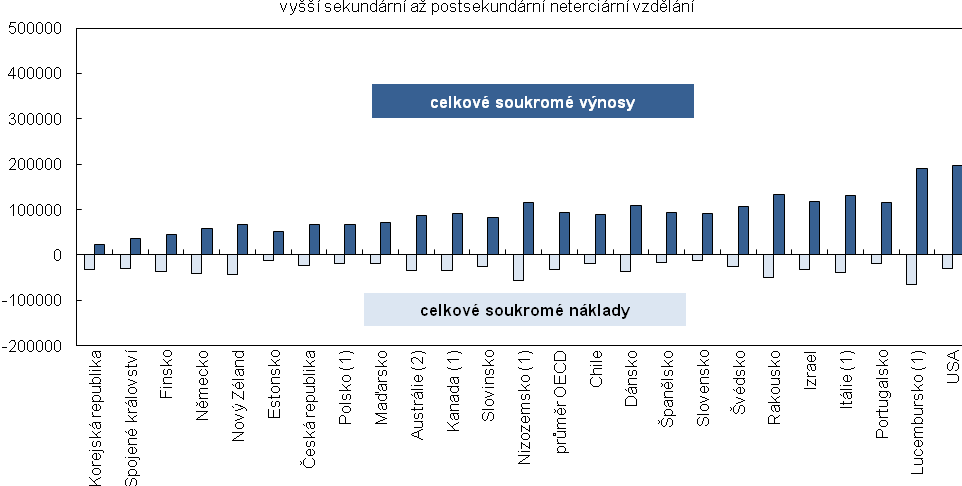 vyšší sekundární až postsekundární neterciární vzdělání
500000
400000
300000
200000
100000
0
-100000
-200000
celkové soukromé výnosy
celkové soukromé náklady
Korejská republika
Spojené království
Finsko
Německo
Nový Zéland
Estonsko
Česká republika
Polsko (1)
Maďarsko
Austrálie (2)
Kanada (1)
Slovinsko
Nizozemsko (1)
průměr OECD
Chile
Dánsko
Španělsko
Slovensko
Švédsko
Rakousko
Izrael
Itálie (1)
Portugalsko
Lucembursko (1)
USA